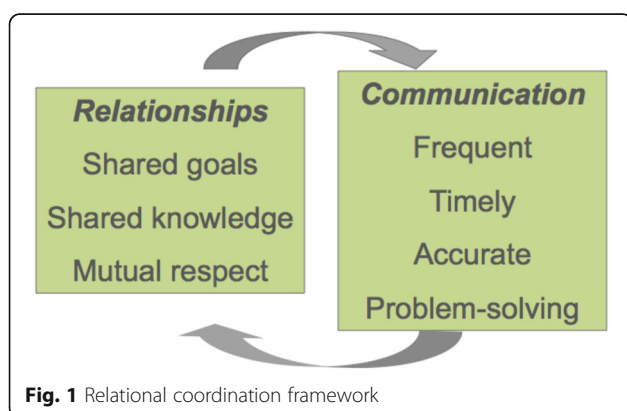 Relationships
Shared goals
Shared knowledge
Mutual respect
Communication
Frequent
Timely
Accurate
Problem-solving
Fig. 1 Relational coordination framework